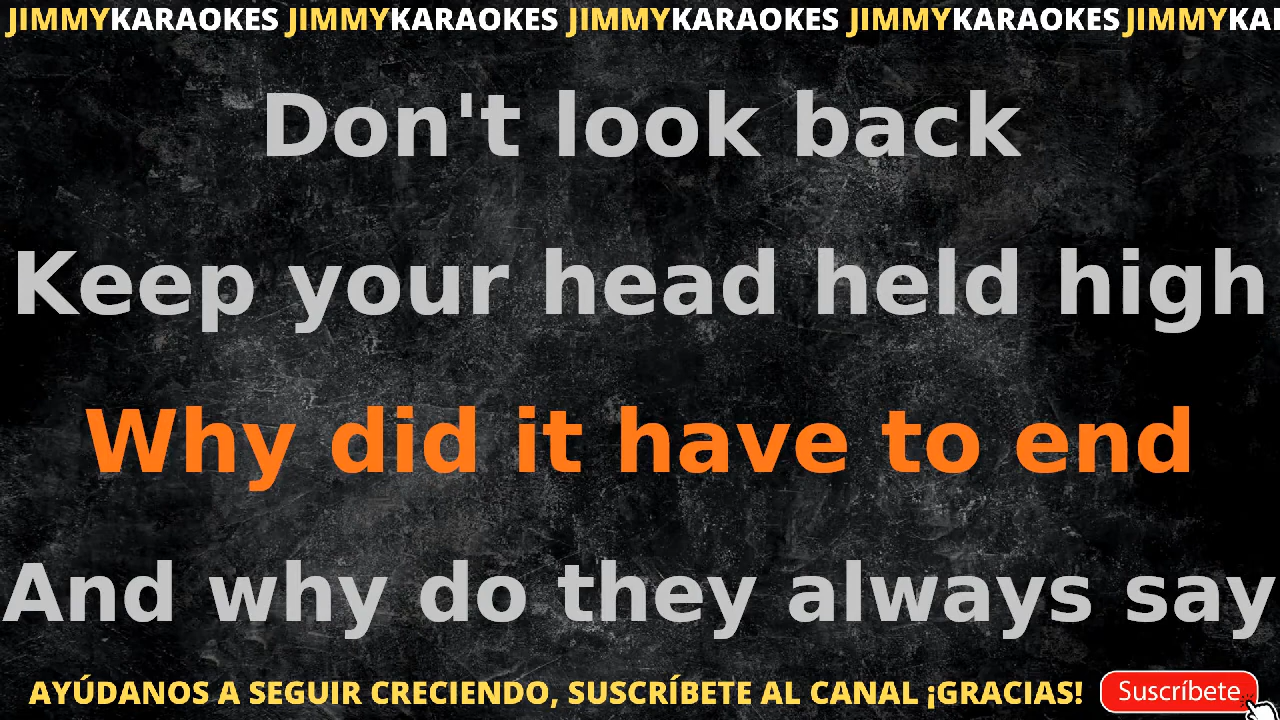 JIMMYKARAOKES JIMMYKARAOKES JIMMYKARAOKES JIMMYKARAOKES JIMMYKAI
Don't look back
Keep your head held high
Why did it have to end
And why do they always say
AYÚDANOS A SEGUIR CRECIENDO, SUSCRÍBETE AL CANAL ¡GRACIAS! Suscríbete